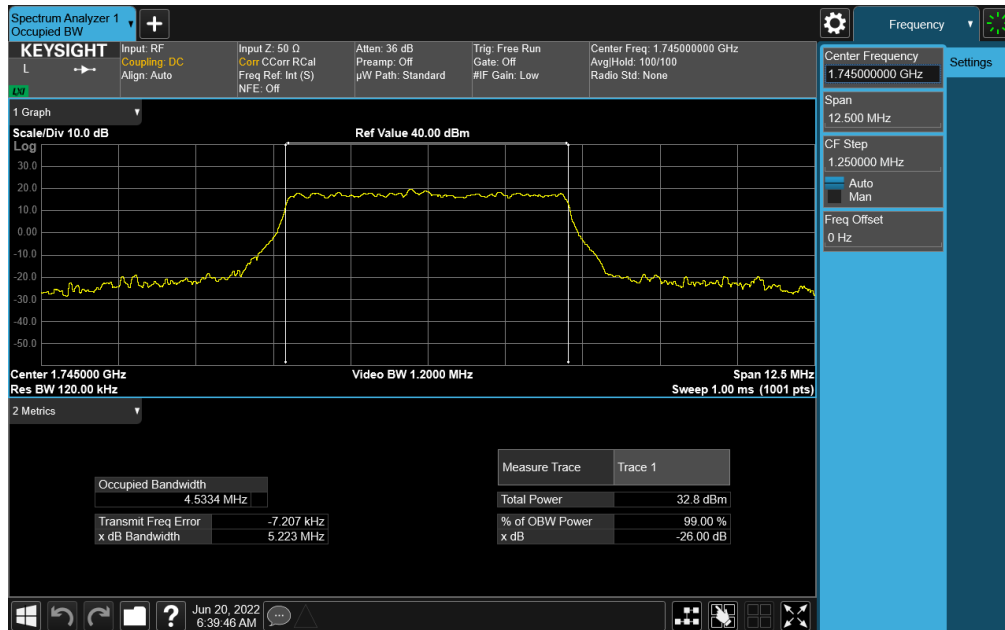 Spectrum Analyzer 1
Occupied BW
Frequency
KEYSIGHT
L
LXI
Input: RF
Coupling: DC
Align: Auto
Input Z: 50 Ω
Corr CCorr RCal
Freq Ref: Int (S)
NFE: Off
Atten: 36 dB
Preamp: Off
µW Path: Standard
Trig: Free Run
Gate: Off
#IF Gain: Low
Center Freq: 1.745000000 GHz
Avg|Hold: 100/100
Radio Std: None
Center Frequency
1.745000000 GHz
Settings
Span
12.500 MHz
CF Step
1.250000 MHz
Auto
Man
Freq Offset
0 Hz
1 Graph
Scale/Div 10.0 dB
Ref Value 40.00 dBm
Log
30.0
20.0
10.0
0.00
-10.0
-20.0
-30.0
-40.0
-50.0
Center 1.745000 GHz
Video BW 1.2000 MHz
Span 12.5 MHz
Res BW 120.00 kHz
Sweep 1.00 ms (1001 pts)
2 Metrics
Occupied Bandwidth
4.5334 MHz
Transmit Freq Error -7.207 kHz
x dB Bandwidth 5.223 MHz
Measure Trace Trace 1
Total Power 32.8 dBm
% of OBW Power 99.00 %
x dB -26.00 dB
?
Jun 20, 2022
6:39:46 AM